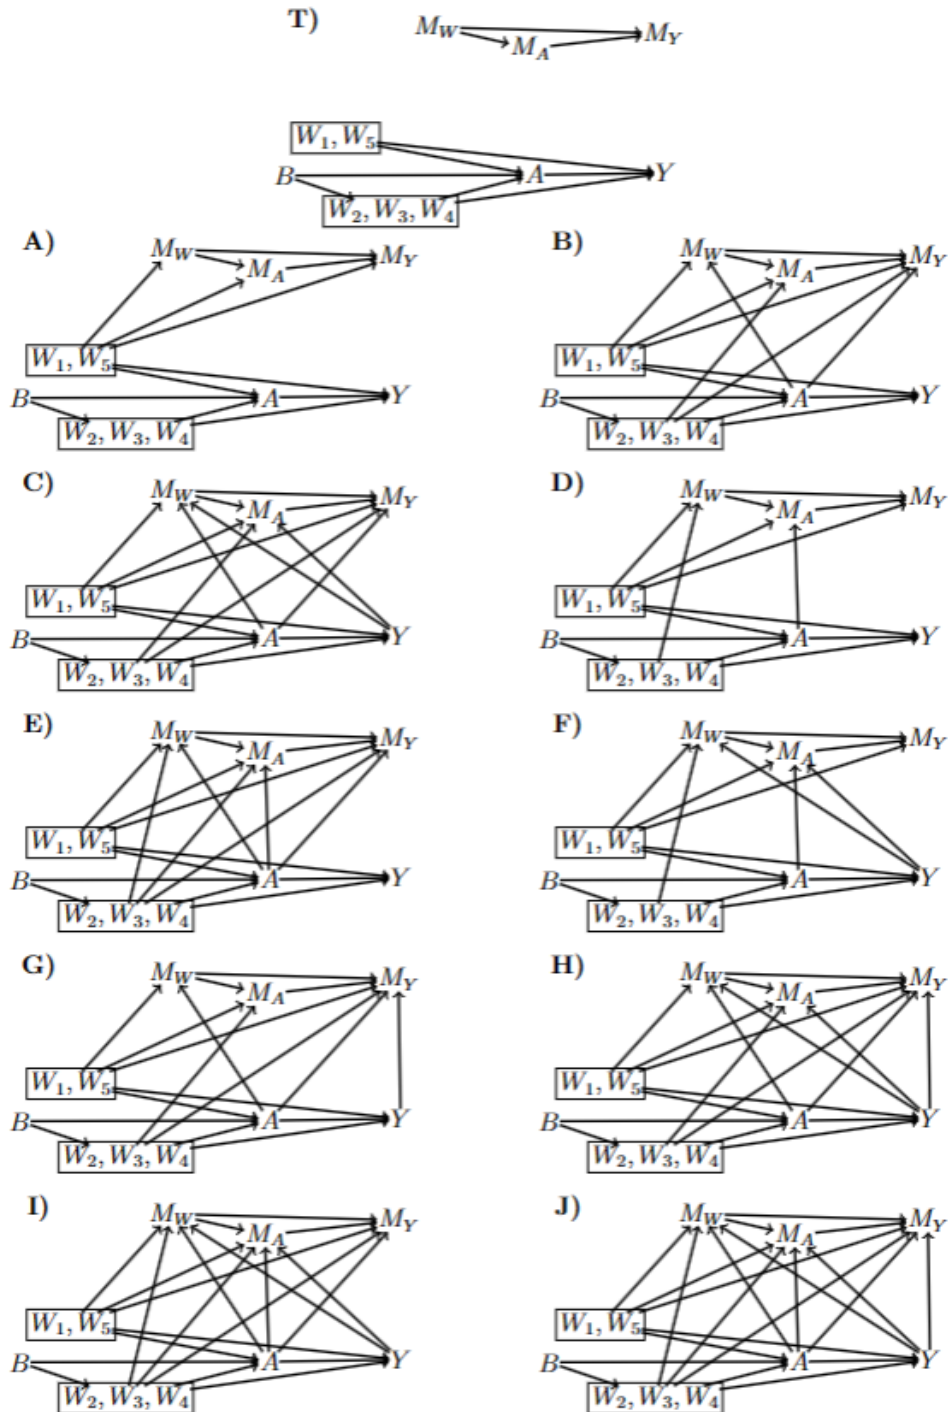 T)
M_W
M_A
M_Y
W_1, W_5
B
A
Y
W_2, W_3, W_4
A)
M_W
M_A
M_Y
W_1, W_5
B
A
Y
W_2, W_3, W_4
B)
M_W
M_A
M_Y
W_1, W_5
B
A
Y
W_2, W_3, W_4
C)
M_W
M_A
M_Y
W_1, W_5
B
A
Y
W_2, W_3, W_4
D)
M_W
M_A
M_Y
W_1, W_5
B
A
Y
W_2, W_3, W_4
E)
M_W
M_A
M_Y
W_1, W_5
B
A
Y
W_2, W_3, W_4
F)
M_W
M_A
M_Y
W_1, W_5
B
A
Y
W_2, W_3, W_4
G)
M_W
M_A
M_Y
W_1, W_5
B
A
Y
W_2, W_3, W_4
H)
M_W
M_A
M_Y
W_1, W_5
B
A
Y
W_2, W_3, W_4
I)
M_W
M_A
M_Y
W_1, W_5
B
A
Y
W_2, W_3, W_4
J)
M_W
M_A
M_Y
W_1, W_5
B
A
Y
W_2, W_3, W_4